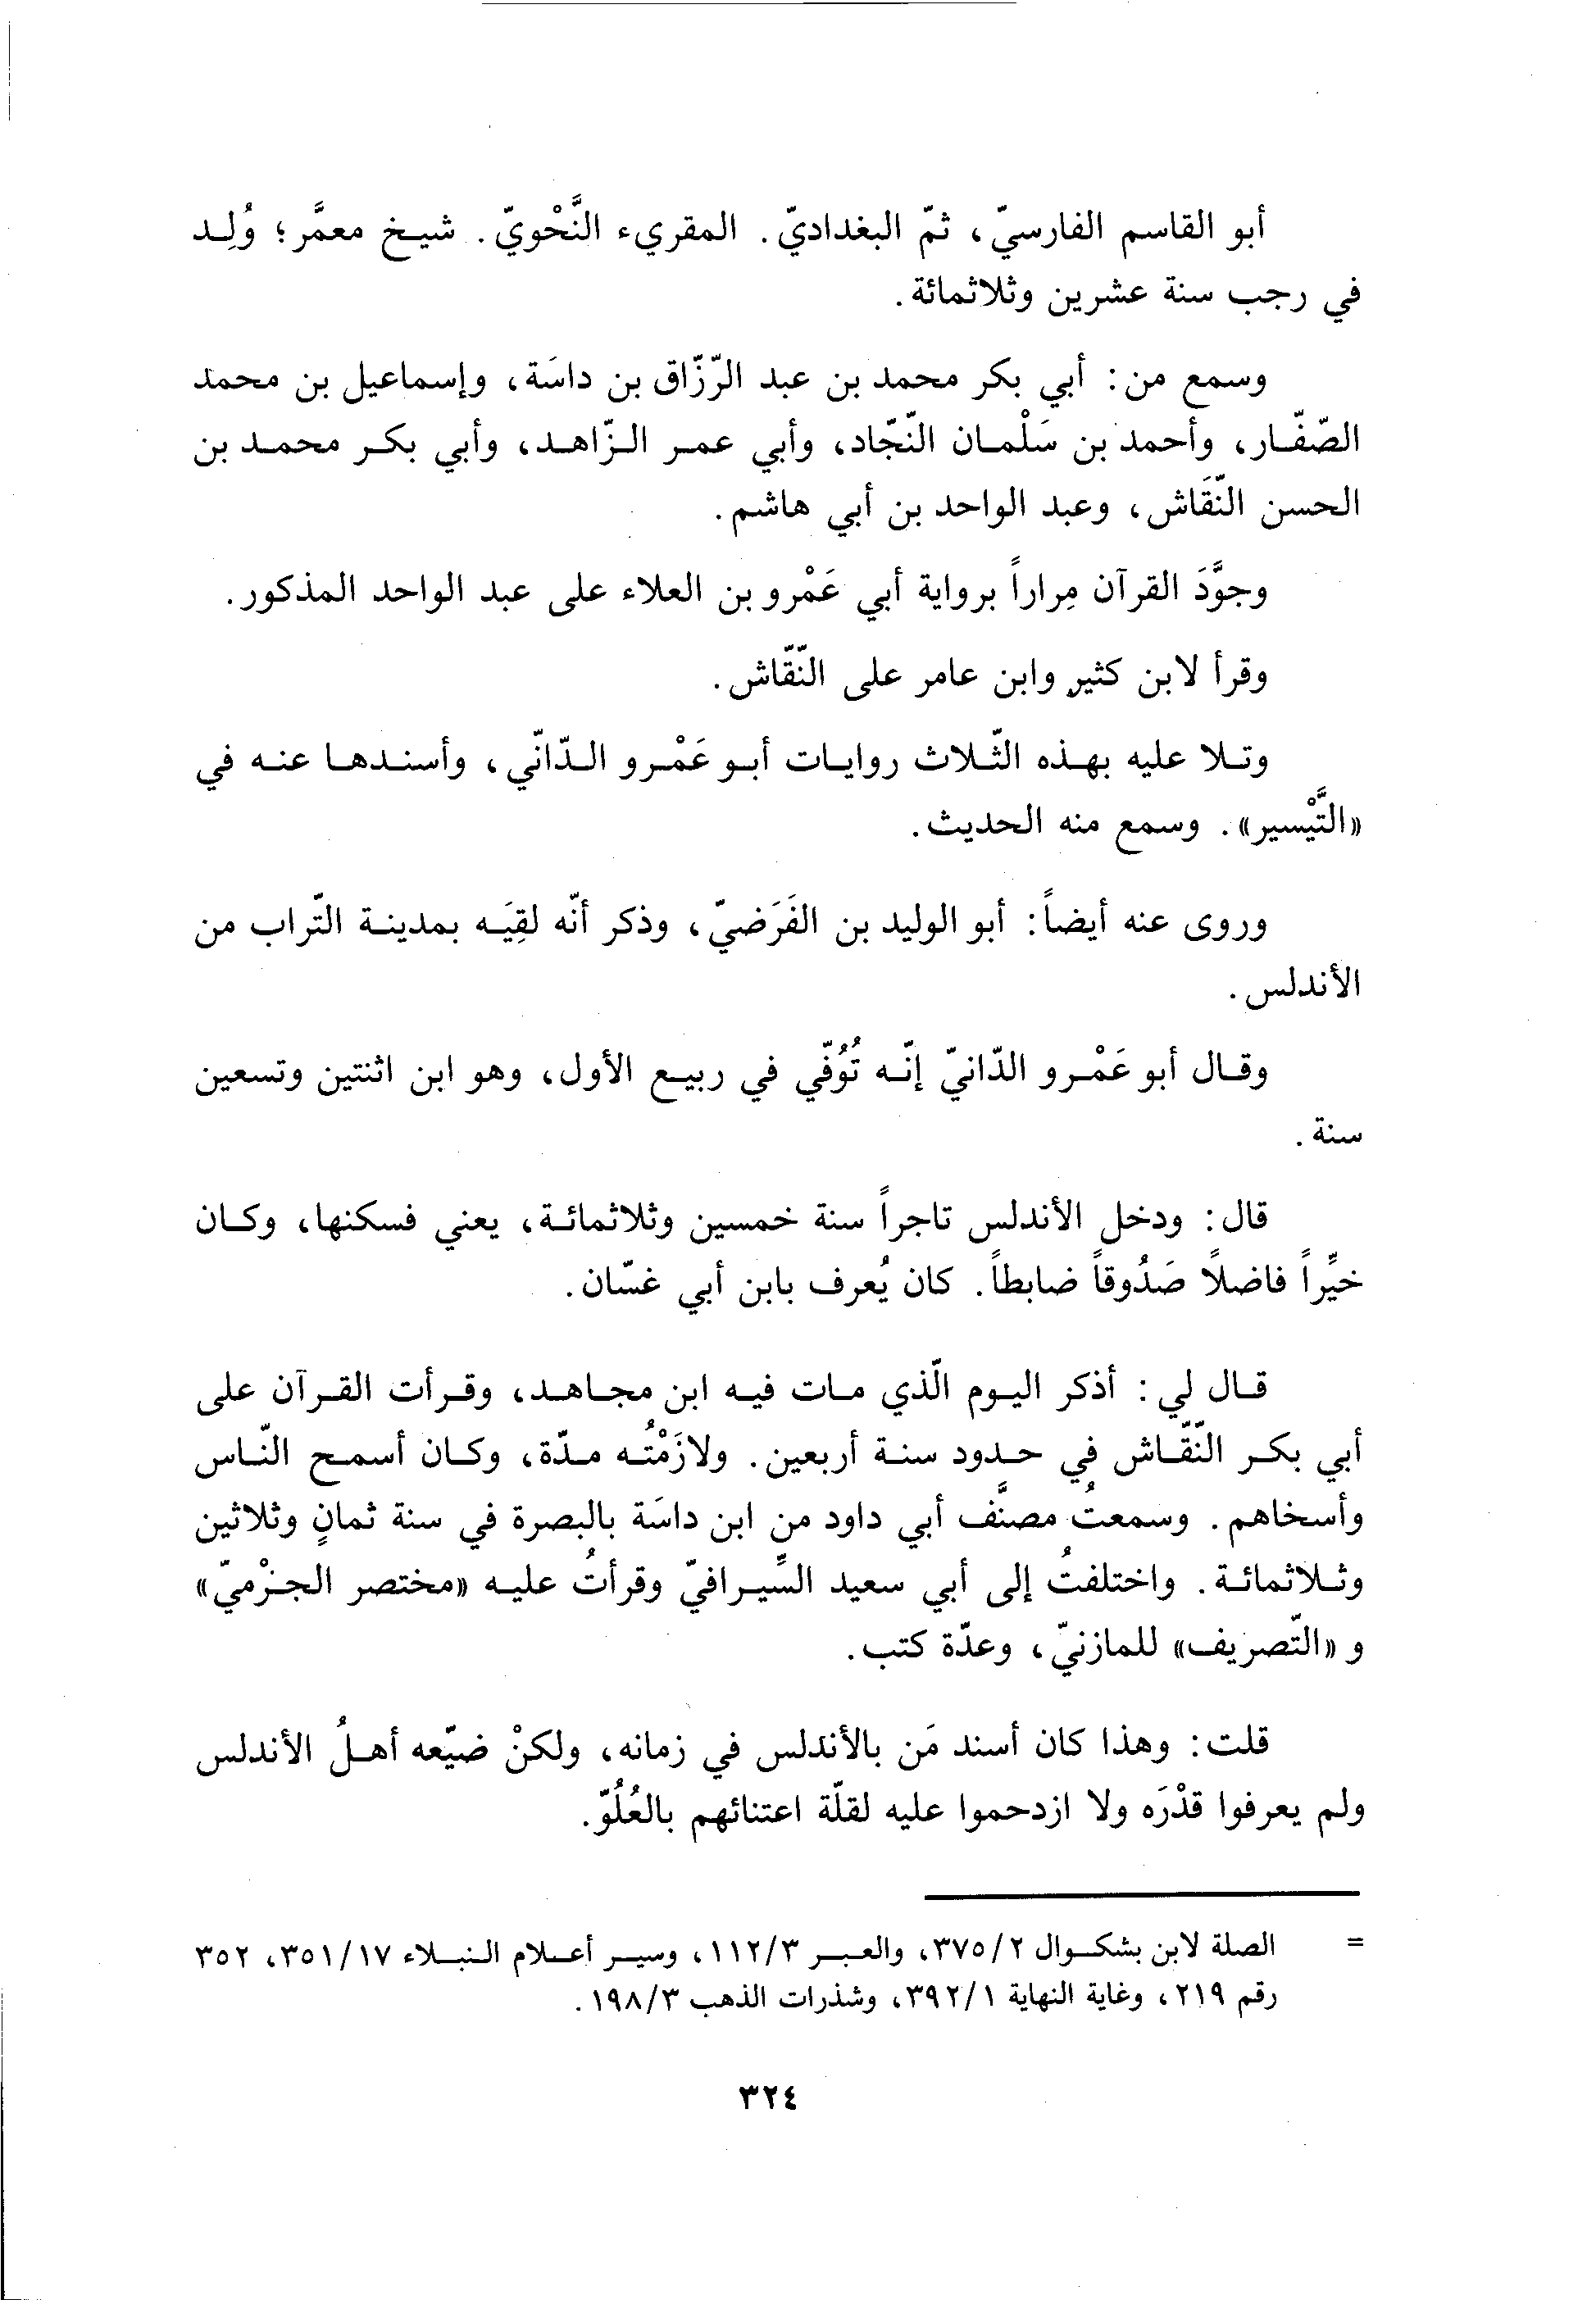 أبو القاسم الفارسيّ، ثمّ البغداديّ. المقريء النَّحْويّ. شيخ معمَّر؛ وُلِد
في رجب سنة عشرين وثلاثمائة.
وسمع من: أبي بكر محمد بن عبد الرّزّاق بن داسَة، وإسماعيل بن محمد
الصّفّار، وأحمد بن سَلْمان النّجّاد، وأبي عمر الزّاهد، وأبي بكر محمد بن
الحسن النّقَاش، وعبد الواحد بن أبي هاشم.
وجوَّدَ القرآن مِراراً برواية أبي عَمْرو بن العلاء على عبد الواحد المذكور.
وقرأ لابن كثير وابن عامر على النّقّاش.
وتلا عليه بهذه الثّلاث روايات أبو عَمْرو الدّانّي، وأسندها عنه في
«التَّيْسير». وسمع منه الحديث.
وروى عنه أيضاً: أبو الوليد بن الفَرَضيّ، وذكر أنّه لقِيَه بمدينة التّراب من
الأندلس.
وقال أبو عَمْرو الدّانيّ إنّه تُوُفّي في ربيع الأول، وهو ابن اثنتين وتسعين
سنة.
قال: ودخل الأندلس تاجراً سنة خمسين وثلاثمائة، يعني فسكنها، وكان
خيِّراً فاضلاً صَدُوقاً ضابطاً. كان يُعرف بابن أبي غسّان.
قال لي: أذكر اليوم الّذي مات فيه ابن مجاهد، وقرأت القرآن على
أبي بكر النّقّاش في حدود سنة أربعين. ولازَمْتُه مدّة، وكان أسمح النّاس
وأسخاهم. وسمعتُ مصنَّف أبي داود من ابن داسَة بالبصرة في سنة ثمانٍ وثلاثين
وثلاثمائة. واختلفتُ إلى أبي سعيد السِّيرافيّ وقرأتُ عليه «مختصر الجزْميّ»
و «التّصريف» للمازنيّ، وعدّة كتب.
قلت: وهذا كان أسند مَن بالأندلس في زمانه، ولكنْ ضيّعه أهلُ الأندلس
ولم يعرفوا قدْرَه ولا ازدحموا عليه لقلّة اعتنائهم بالعُلُوّ.
= الصلة لابن بشكوال ٣٧٥/٢، والعبر ١١٢/٣، وسير أعلام النبلاء ٣٥١/١٧، ٣٥٢
رقم ٢١٩، وغاية النهاية ٣٩٢/١، وشذرات الذهب ١٩٨/٣.
٣٢٤